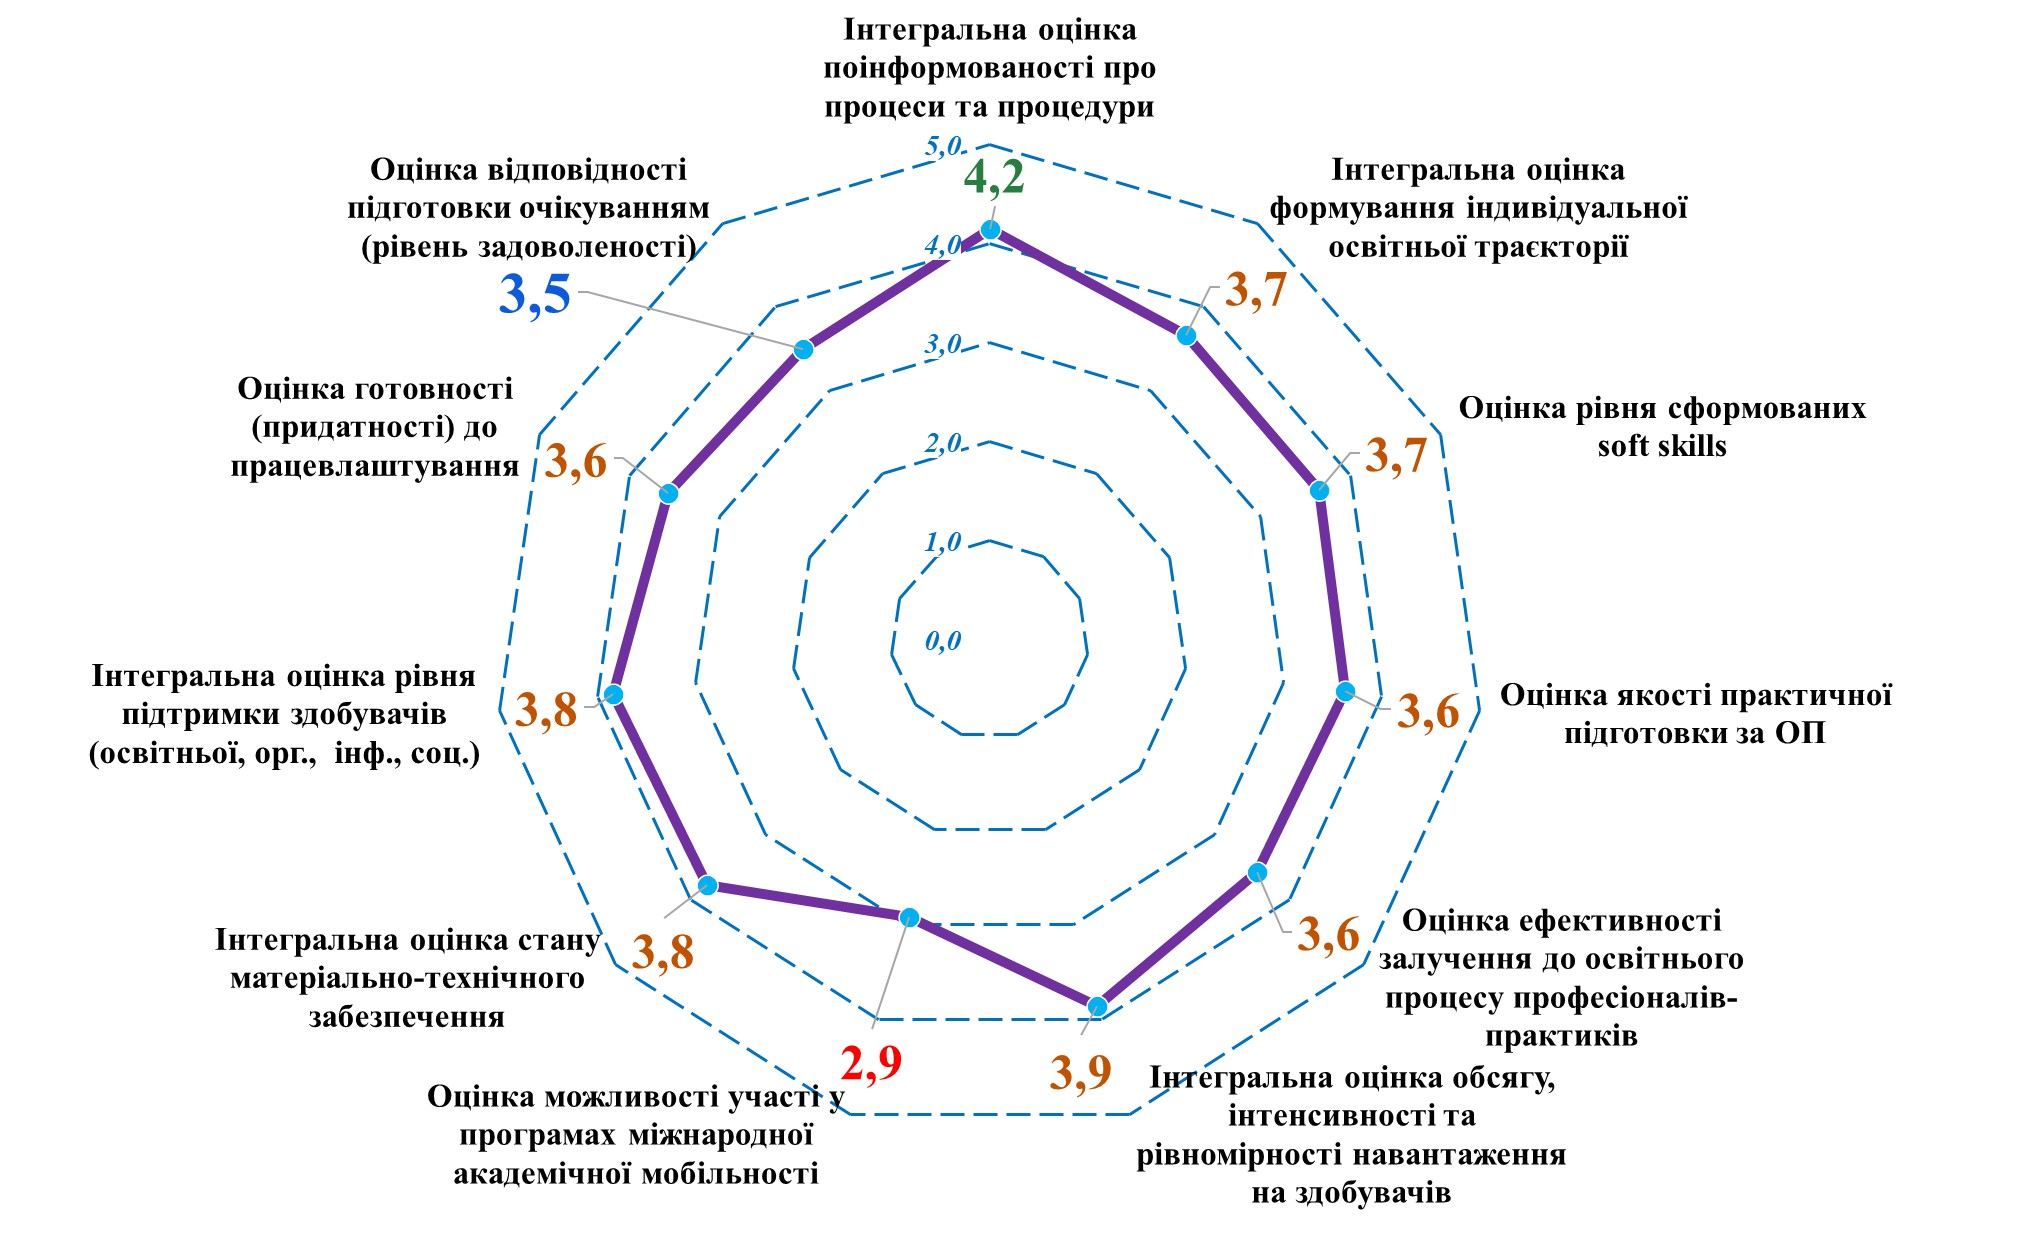 Інтегральна оцінка
поінформованості про
процеси та процедури
5,0
4,2
4,0
3,0
2,0
1,0
0,0
Інтегральна оцінка
формування індивідуальної
освітньої траєкторії
3,7
Оцінка рівня сформованих
soft skills
3,7
Оцінка якості практичної
підготовки за ОП
3,6
Оцінка ефективності
залучення до освітнього
процесу професіоналів-
практиків
3,6
Інтегральна оцінка обсягу,
інтенсивності та
рівномірності навантаження
на здобувачів
3,9
Оцінка можливості участі у
програмах міжнародної
академічної мобільності
2,9
Інтегральна оцінка стану
матеріально-технічного
забезпечення
3,8
Інтегральна оцінка рівня
підтримки здобувачів
(освітньої, орг.,  інф., соц.)
3,8
Оцінка готовності
(придатності) до
працевлаштування
3,6
Оцінка відповідності
підготовки очікуванням
(рівень задоволеності)
3,5